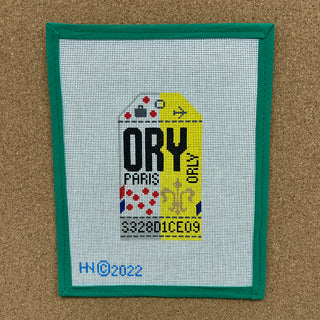 ORY
ORLY
PARIS
S328D1CE09
HN©2022